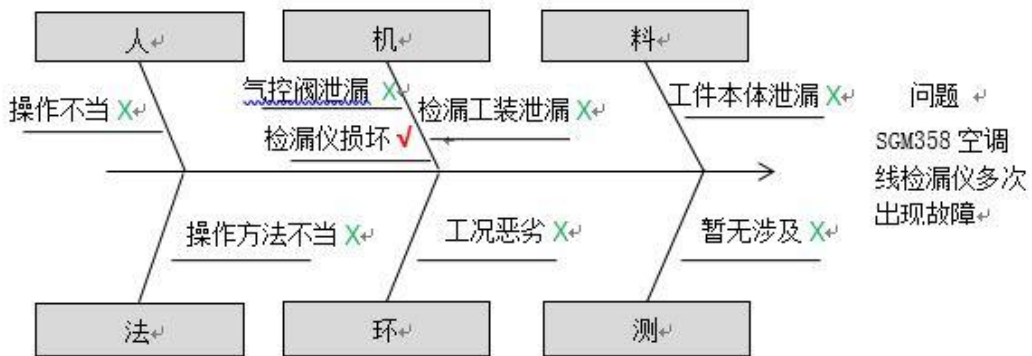 人
机
料
操作不当 X
气控阀泄漏 X
检漏仪损坏 √
检漏工装泄漏 X
工件本体泄漏 X
问题
SGM358 空调
线检漏仪多次
出现故障
操作方法不当 X
工况恶劣 X
暂无涉及 X
法
环
测